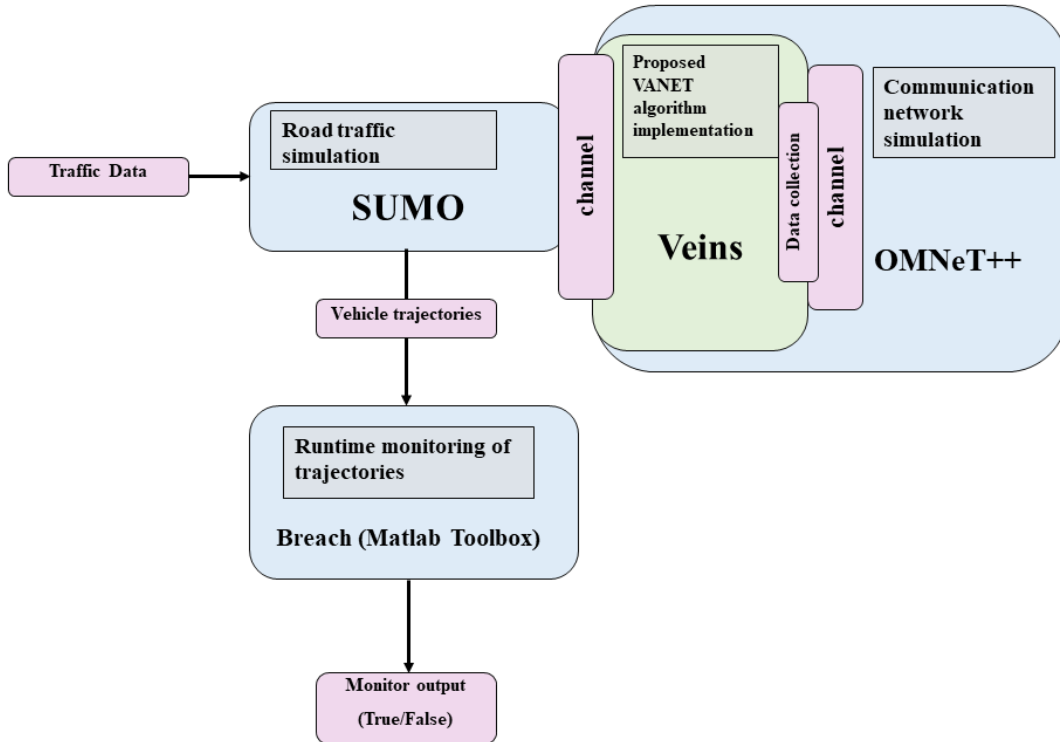 Traffic Data
Road traffic
simulation
SUMO
channel
Proposed
VANET
algorithm
implementation
Veins
Data collection
channel
Communication
network
simulation
OMNeT++
Vehicle trajectories
Runtime monitoring of
trajectories
Breach (Matlab Toolbox)
Monitor output
(True/False)